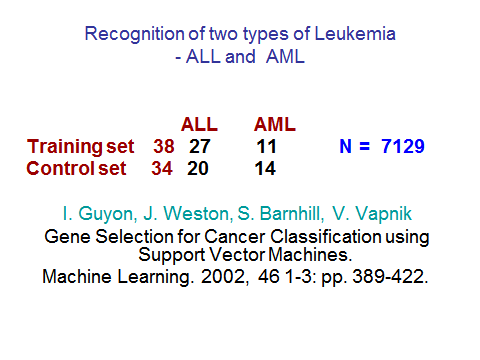 Recognition of two types of Leukemia
- ALL and AML
ALL AML
Training set 38 27 11 N = 7129
Control set 34 20 14
I. Guyon, J. Weston, S. Barnhill, V. Vapnik
Gene Selection for Cancer Classification using
Support Vector Machines.
Machine Learning. 2002, 46 1-3: pp. 389-422.